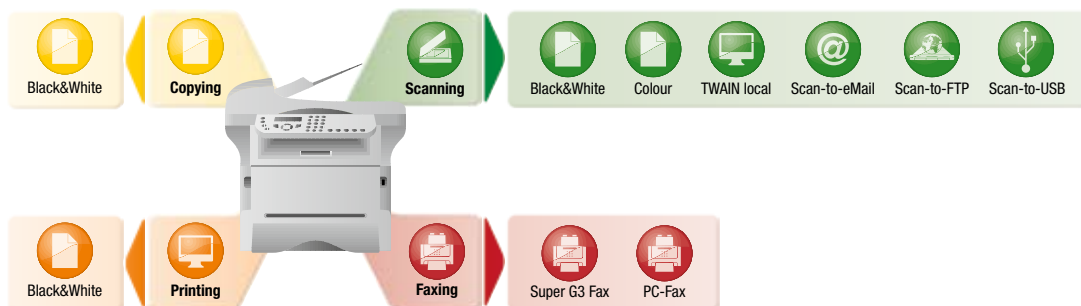 Black&White
Copying
Scanning
Black&White
Colour
TWAIN local
Scan-to-eMail
Scan-to-FTP
Scan-to-USB
Black&White
Printing
Faxing
Super G3 Fax
PC-Fax